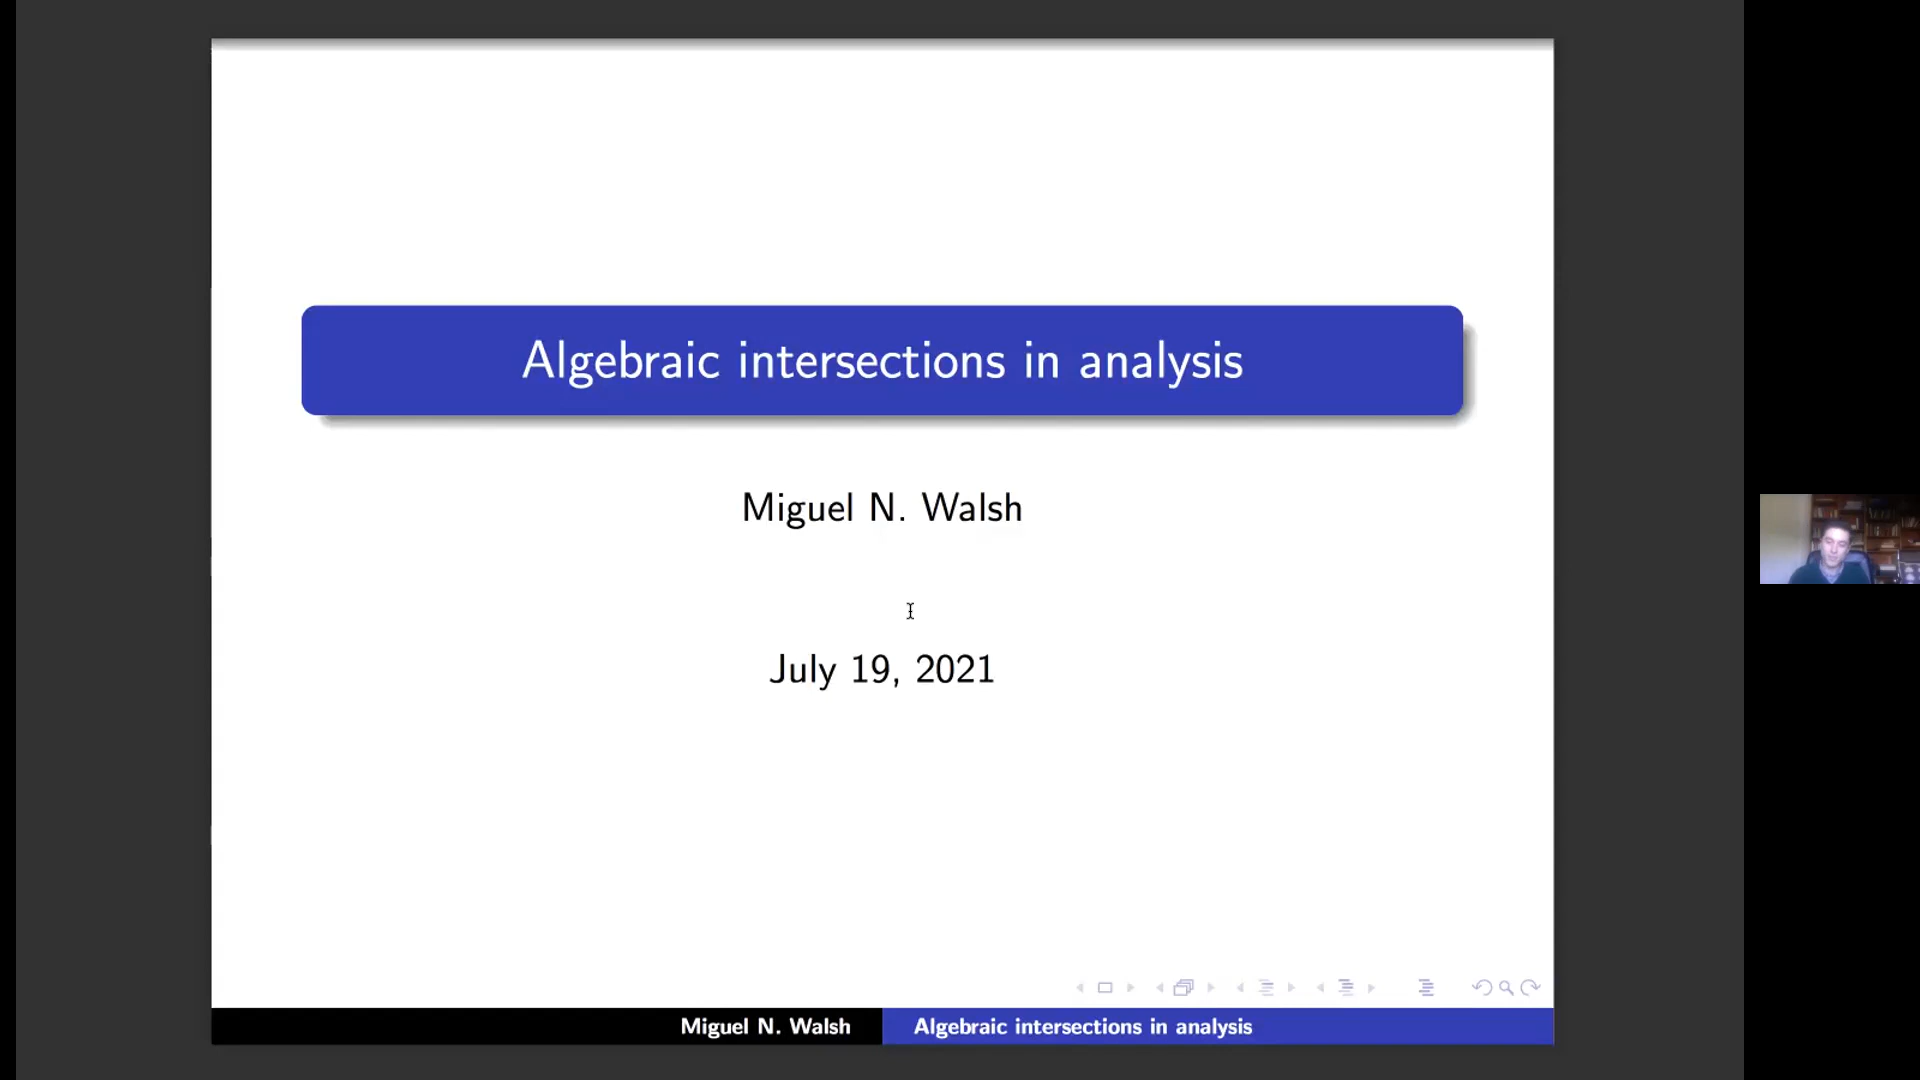 Algebraic intersections in analysis
Miguel N. Walsh
July 19, 2021
Miguel N. Walsh
Algebraic intersections in analysis